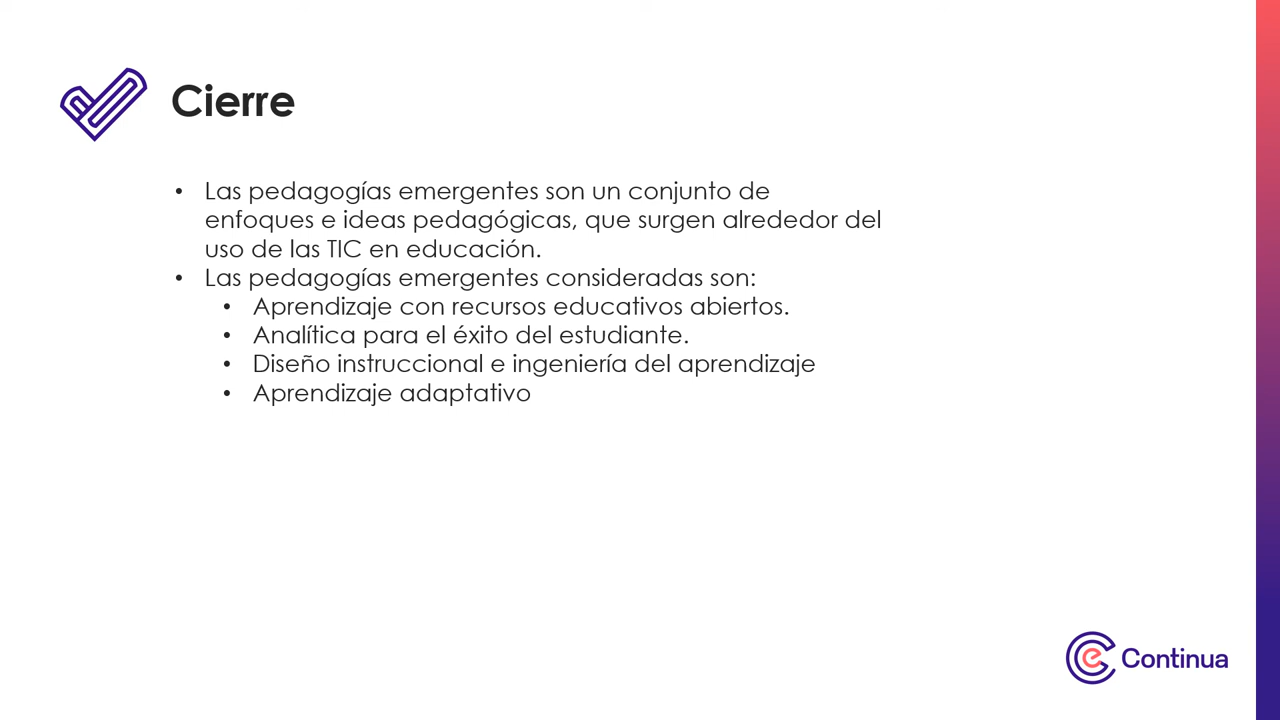 Cierre
• Las pedagogías emergentes son un conjunto de
enfoques e ideas pedagógicas, que surgen alrededor del
uso de las TIC en educación.
• Las pedagogías emergentes consideradas son:
• Aprendizaje con recursos educativos abiertos.
• Analítica para el éxito del estudiante.
• Diseño instruccional e ingeniería del aprendizaje
• Aprendizaje adaptativo
e Continua